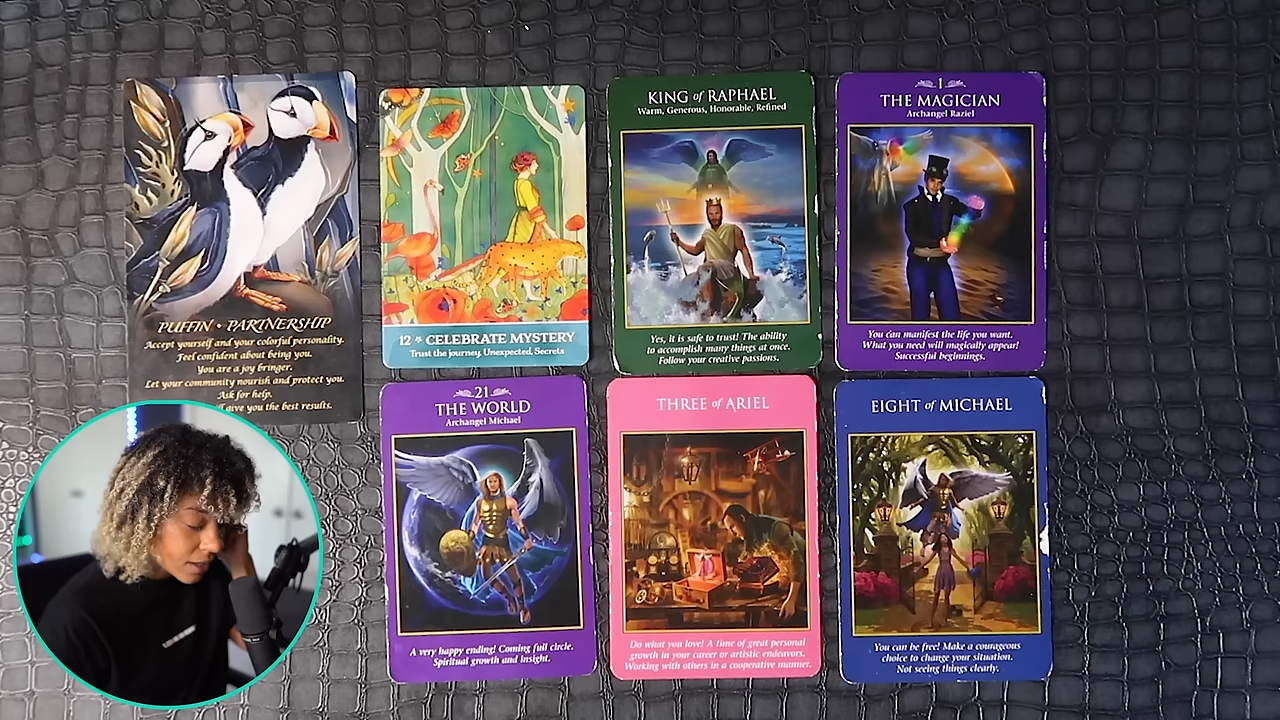 PUFFIN • PARTNERSHIP
Accept yourself and your colorful personality.
Feel confident about being you.
You are a joy bringer.
Let your community nourish and protect you.
Ask for help.
give you the best results.
12 CELEBRATE MYSTERY
Trust the journey, Unexpected, Secrets
KING of RAPHAEL
Warm, Generous, Honorable, Refined
Yes, it is safe to trust! The ability
to accomplish many things at once.
Follow your creative passions.
1
THE MAGICIAN
Archangel Raziel
You can manifest the life you want.
What you need will magically appear!
Successful beginnings.
21
THE WORLD
Archangel Michael
A very happy ending! Coming full circle.
Spiritual growth and insight.
THREE of ARIEL
Do what you love! A time of great personal
growth in your career or artistic endeavors.
Working with others in a cooperative manner.
EIGHT of MICHAEL
You can be free! Make a courageous
choice to change your situation.
Not seeing things clearly.